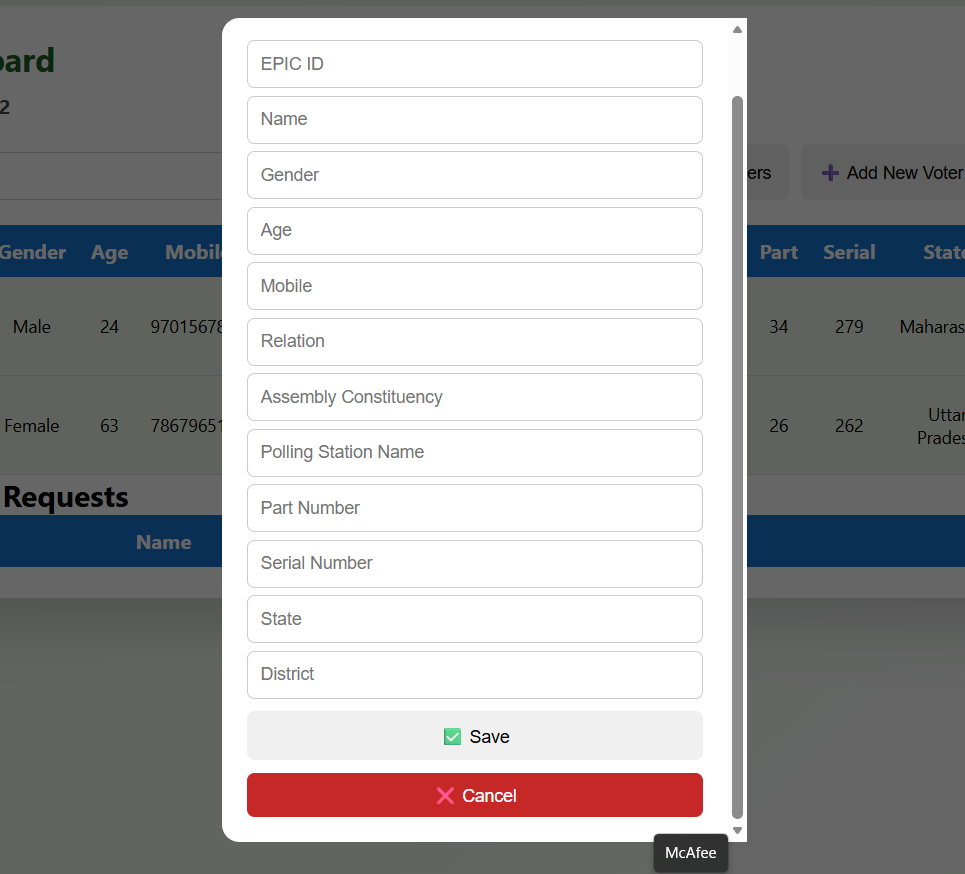 oard
2
EPIC ID
Name
Gender
Age
Mobile
Relation
Assembly Constituency
Polling Station Name
Part Number
Serial Number
State
District
✅ Save
❌ Cancel
ers
➕ Add New Voter
Gender Age Mobile Part Serial State
Male 24 97015678 34 279 Maharas
Female 63 78679651 26 262 Uttar
Prades
Requests
Name
McAfee